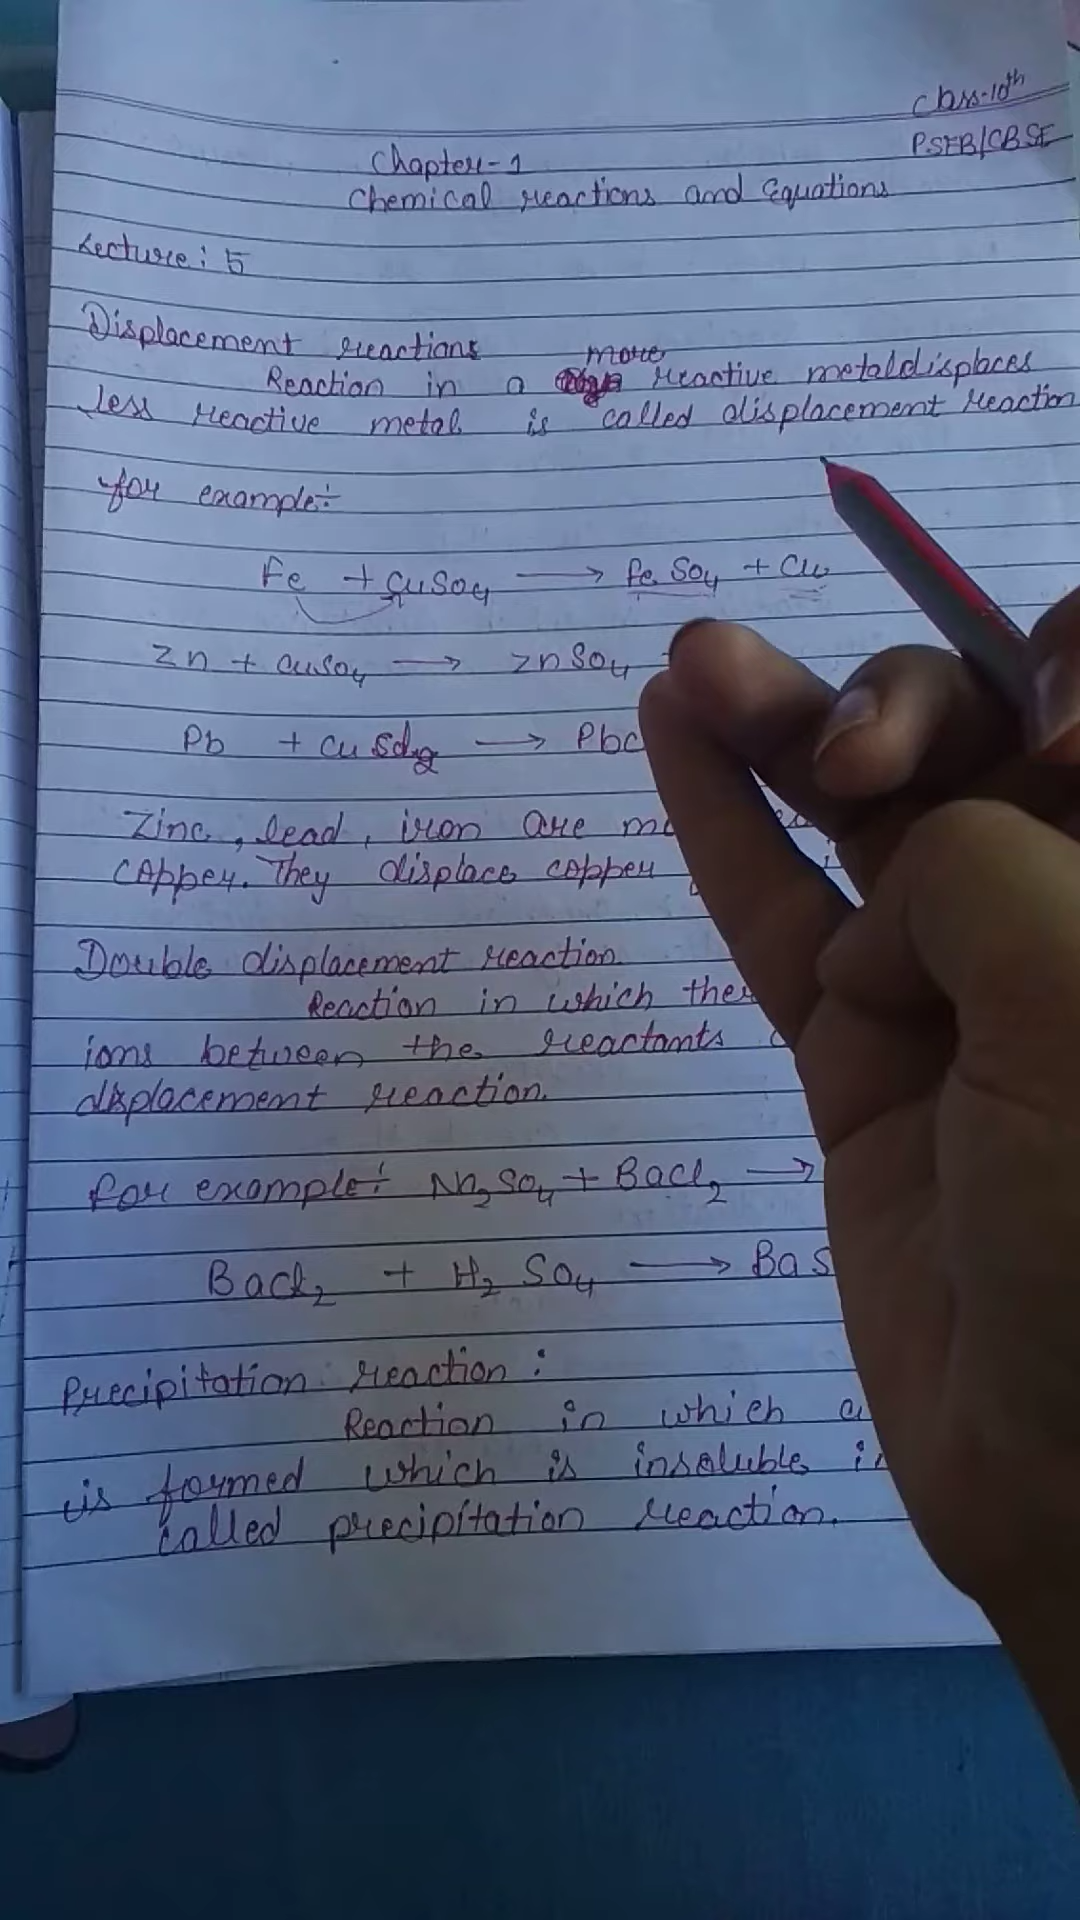 Class-10th
PSEB/CBSE
Chapter-1
Chemical reactions and Equations
Lecture: 5
Displacement reactions
more
Reaction in a reactive metal displaces
less reactive metal is called displacement reaction
for example:-
Fe + CuSO4 → FeSO4 + Cu
Zn + CuSO4 → ZnSO4
Pb + Cu → PbC
Zinc, lead, iron are
copper. They displace copper
Double displacement reaction
Reaction in which
ions between the reactants
displacement reaction.
for example:- Na2SO4 + BaCl2 →
BaCl2 + H2SO4 → BaS
Precipitation reaction:
Reaction in which a
is formed which is insoluble
called precipitation reaction.